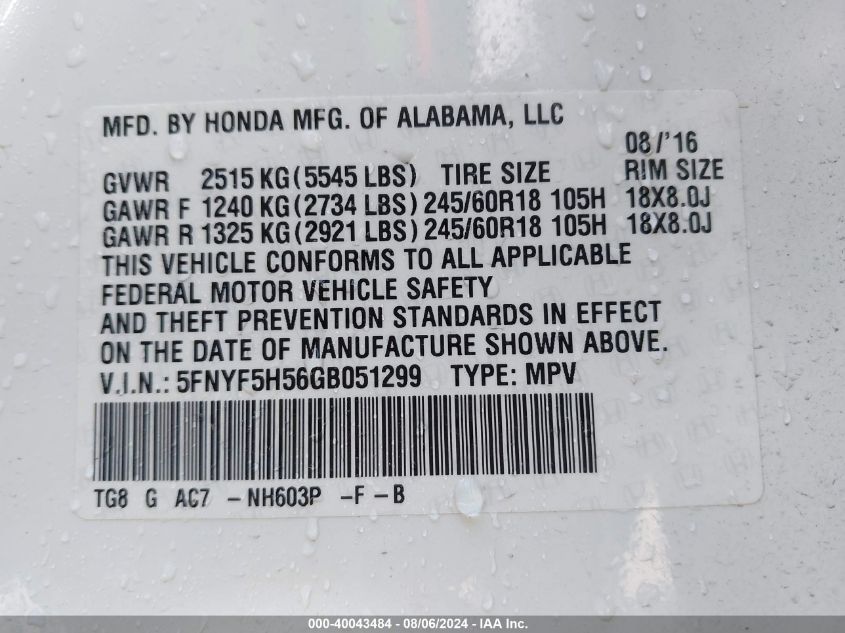 MFD. BY HONDA MFG. OF ALABAMA, LLC
08/'16
GVWR 2515 KG (5545 LBS) TIRE SIZE RIM SIZE
GAWR F 1240 KG (2734 LBS) 245/60R18 105H 18X8.0J
GAWR R 1325 KG (2921 LBS) 245/60R18 105H 18X8.0J
THIS VEHICLE CONFORMS TO ALL APPLICABLE
FEDERAL MOTOR VEHICLE SAFETY
AND THEFT PREVENTION STANDARDS IN EFFECT
ON THE DATE OF MANUFACTURE SHOWN ABOVE.
V.I.N.: 5FNYF5H56GB051299 TYPE: MPV
TG8 G AC7 -NH603P -F-B
000-40043484 - 08/06/2024 - IAA Inc.